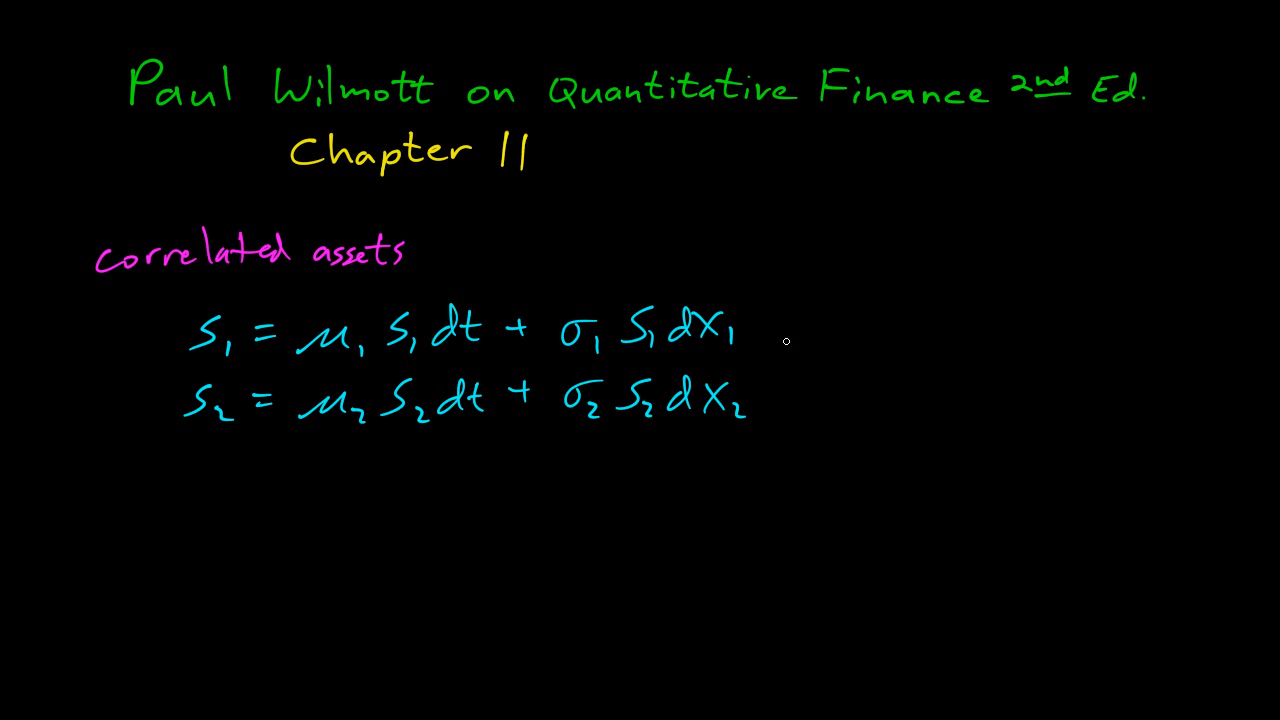 Paul Wilmott on Quantitative Finance 2nd Ed.
Chapter 11
correlated assets
S₁ = μ₁ S₁ dt + σ₁ S₁ dX₁
S₂ = μ₂ S₂ dt + σ₂ S₂ dX₂